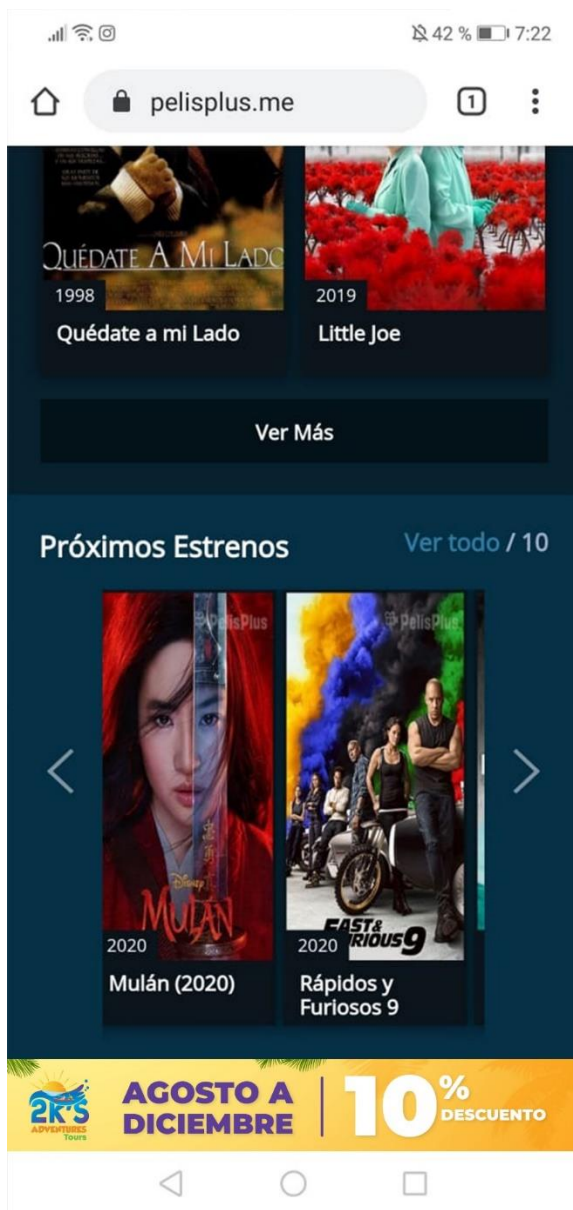 42 % 7:22
pelisplus.me 1
QUÉDATE A MI LADO
1998
2019
Quédate a mi Lado
Little Joe
Ver Más
Próximos Estrenos
Ver todo / 10
PelisPlus
PelisPlus
Disney
MULÁN
FAST &
FURIOUS 9
2020
2020
Mulán (2020)
Rápidos y
Furiosos 9
2K'S
ADVENTURES
Tours
AGOSTO A
DICIEMBRE
10%
DESCUENTO